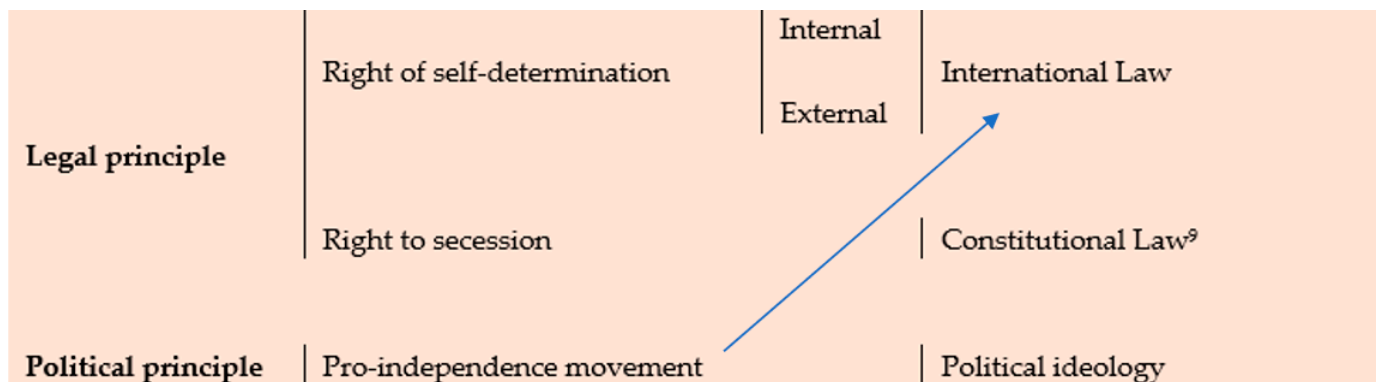 Internal
Right of self-determination International Law
External
Legal principle
Right to secession Constitutional Law⁹
Political principle Pro-independence movement Political ideology